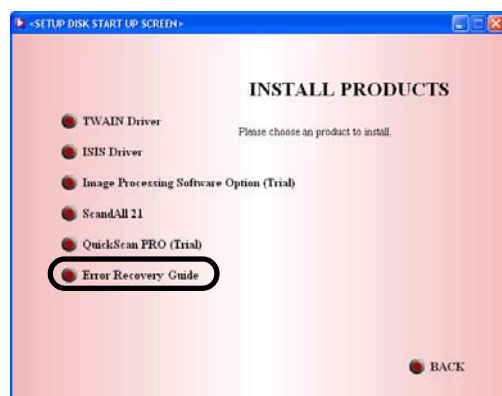 <SETUP DISK START UP SCREEN>
INSTALL PRODUCTS
Please choose an product to install.
TWAIN Driver
ISIS Driver
Image Processing Software Option (Trial)
ScandAll 21
QuickScan PRO (Trial)
Error Recovery Guide
BACK